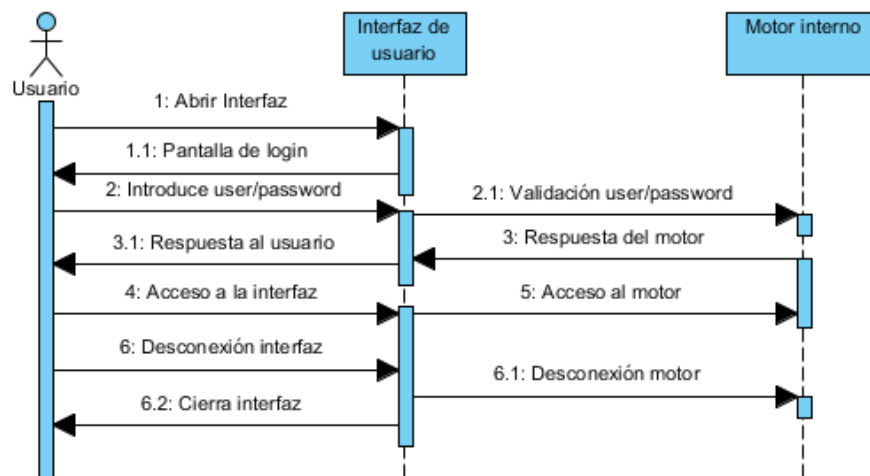 Interfaz de
usuario
Motor interno
Usuario
1: Abrir Interfaz
1.1: Pantalla de login
2: Introduce user/password
2.1: Validación user/password
3: Respuesta del motor
3.1: Respuesta al usuario
4: Acceso a la interfaz
5: Acceso al motor
6: Desconexión interfaz
6.1: Desconexión motor
6.2: Cierra interfaz